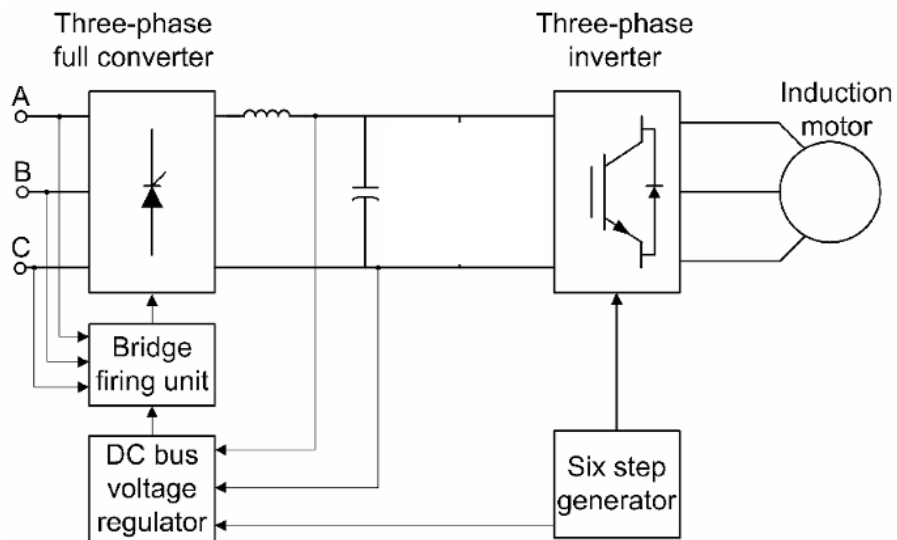 Three-phase
full converter
Three-phase
inverter
Induction
motor
A
B
C
Bridge
firing unit
DC bus
voltage
regulator
Six step
generator